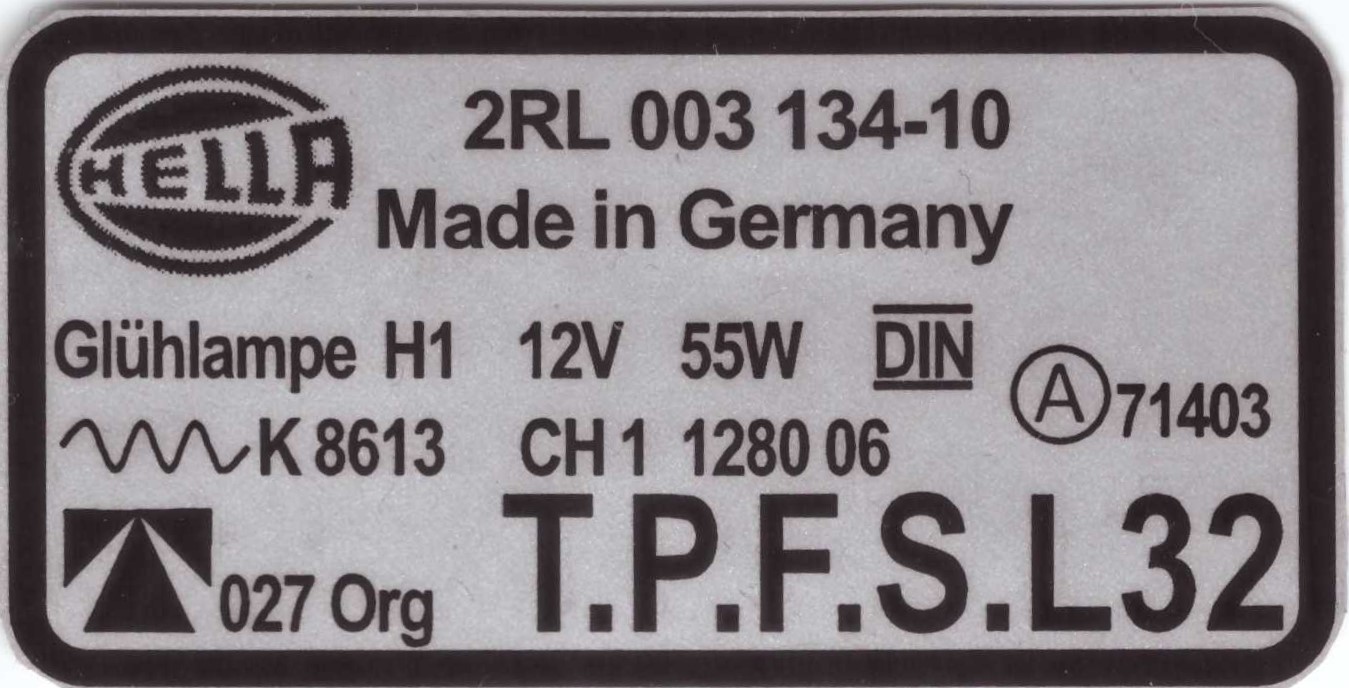 HELLA
2RL 003 134-10
Made in Germany
Glühlampe H1 12V 55W DIN
A 71403
K 8613 CH 1 1280 06
027 Org
T.P.F.S.L32